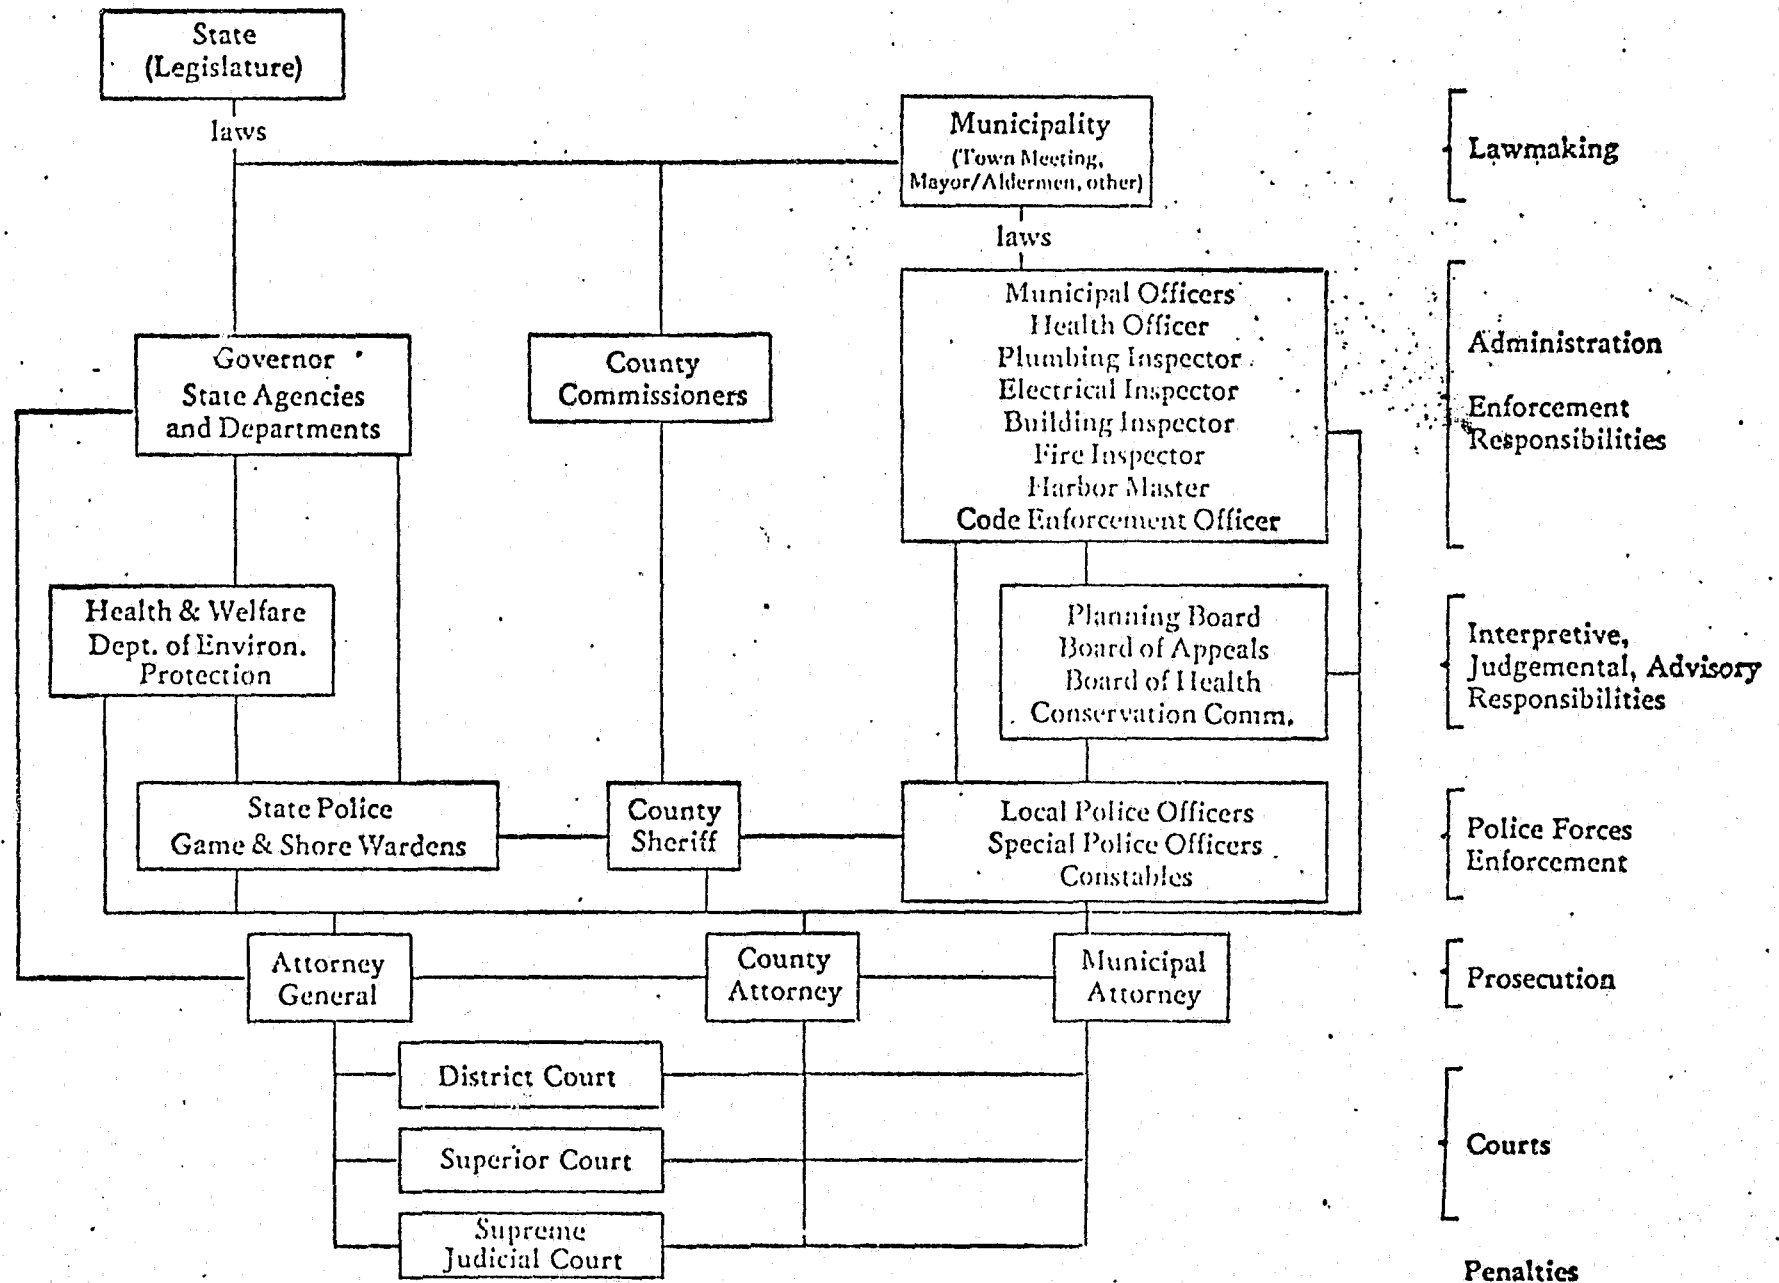 State
(Legislature)
laws
Municipality
(Town Meeting,
Mayor/Aldermen, other)
Lawmaking
laws
Governor
State Agencies
and Departments
County
Commissioners
Municipal Officers
Health Officer
Plumbing Inspector
Electrical Inspector
Building Inspector
Fire Inspector
Harbor Master
Code Enforcement Officer
Administration
Enforcement
Responsibilities
Health & Welfare
Dept. of Environ.
Protection
Planning Board
Board of Appeals
Board of Health
Conservation Comm.
Interpretive,
Judgemental, Advisory
Responsibilities
State Police
Game & Shore Wardens
County
Sheriff
Local Police Officers
Special Police Officers
Constables
Police Forces
Enforcement
Attorney
General
County
Attorney
Municipal
Attorney
Prosecution
District Court
Superior Court
Supreme
Judicial Court
Courts
Penalties